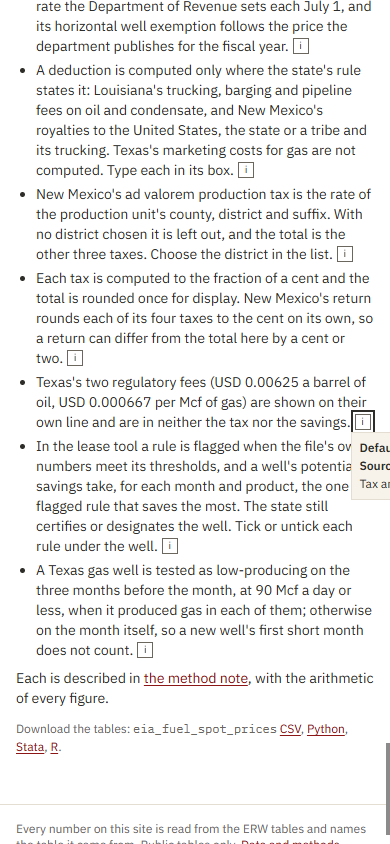 rate the Department of Revenue sets each July 1, and
its horizontal well exemption follows the price the
department publishes for the fiscal year. i
• A deduction is computed only where the state's rule
states it: Louisiana's trucking, barging and pipeline
fees on oil and condensate, and New Mexico's
royalties to the United States, the state or a tribe and
its trucking. Texas's marketing costs for gas are not
computed. Type each in its box. i
• New Mexico's ad valorem production tax is the rate of
the production unit's county, district and suffix. With
no district chosen it is left out, and the total is the
other three taxes. Choose the district in the list. i
• Each tax is computed to the fraction of a cent and the
total is rounded once for display. New Mexico's return
rounds each of its four taxes to the cent on its own, so
a return can differ from the total here by a cent or
two. i
• Texas's two regulatory fees (USD 0.00625 a barrel of
oil, USD 0.000667 per Mcf of gas) are shown on their
own line and are in neither the tax nor the savings. i
• In the lease tool a rule is flagged when the file's ov
numbers meet its thresholds, and a well's potentia
savings take, for each month and product, the one
flagged rule that saves the most. The state still
certifies or designates the well. Tick or untick each
rule under the well. i
Defau
Sourc
Tax ar
• A Texas gas well is tested as low-producing on the
three months before the month, at 90 Mcf a day or
less, when it produced gas in each of them; otherwise
on the month itself, so a new well's first short month
does not count. i
Each is described in the method note, with the arithmetic
of every figure.
Download the tables: eia_fuel_spot_prices CSV, Python,
Stata, R.
Every number on this site is read from the ERW tables and names
the table it came from. Public tables only. Data and methods